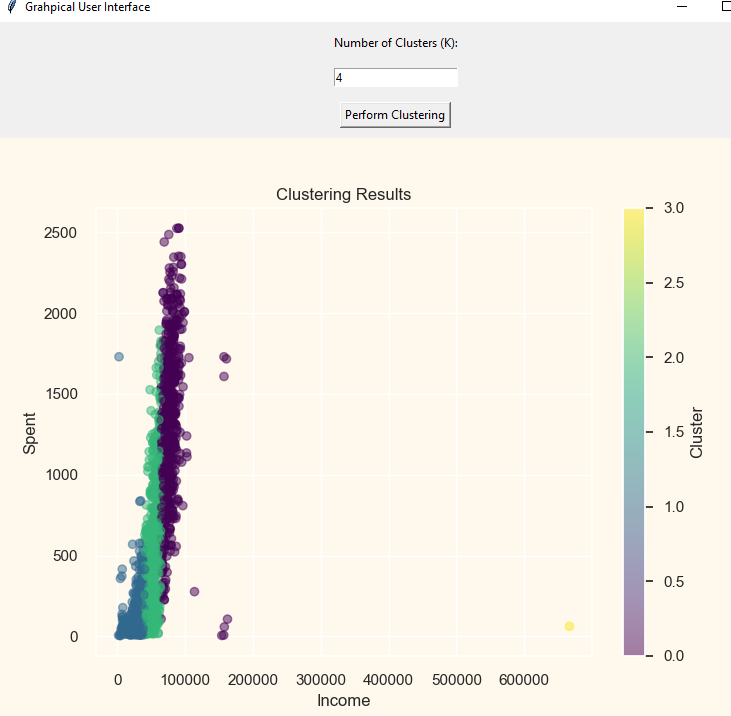 Grahpical User Interface
Number of Clusters (K):
4
Perform Clustering
Clustering Results
2500
2000
1500
1000
500
0
Spent
0 100000 200000 300000 400000 500000 600000
Income
3.0
2.5
2.0
1.5
1.0
0.5
0.0
Cluster